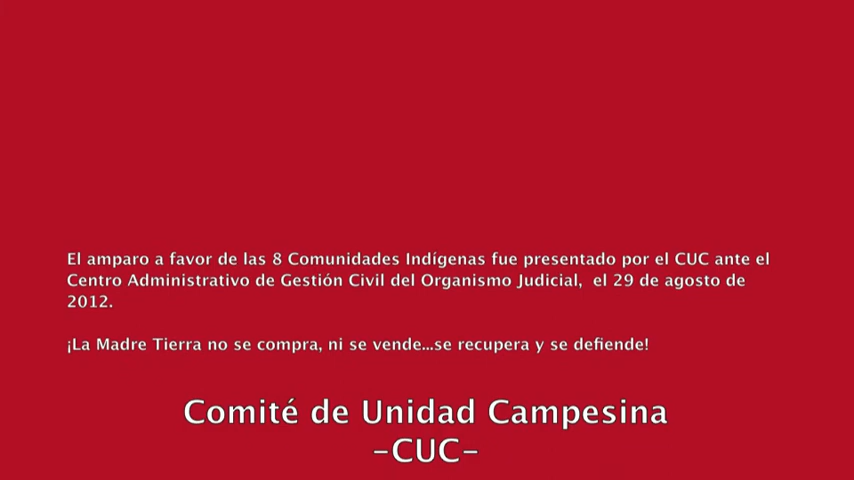 El amparo a favor de las 8 Comunidades Indígenas fue presentado por el CUC ante el
Centro Administrativo de Gestión Civil del Organismo Judicial,  el 29 de agosto de
2012.
¡La Madre Tierra no se compra, ni se vende...se recupera y se defiende!
Comité de Unidad Campesina
-CUC-